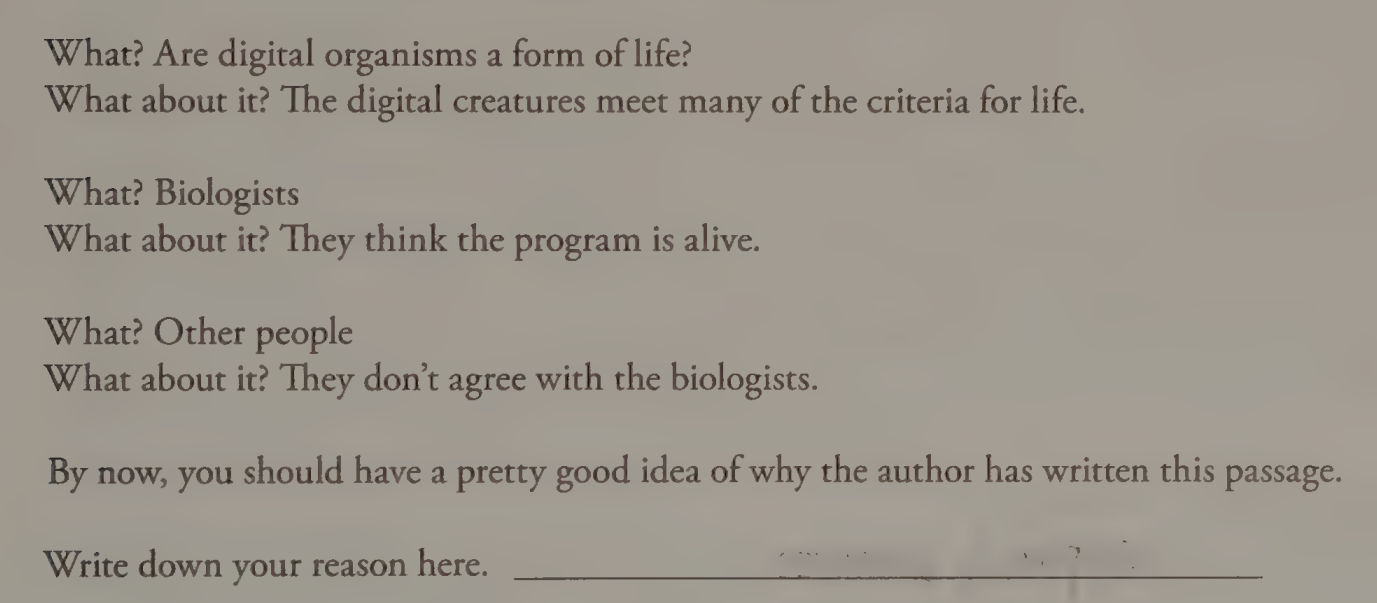 What? Are digital organisms a form of life?
What about it? The digital creatures meet many of the criteria for life.
What? Biologists
What about it? They think the program is alive.
What? Other people
What about it? They don't agree with the biologists.
By now, you should have a pretty good idea of why the author has written this passage.
Write down your reason here.